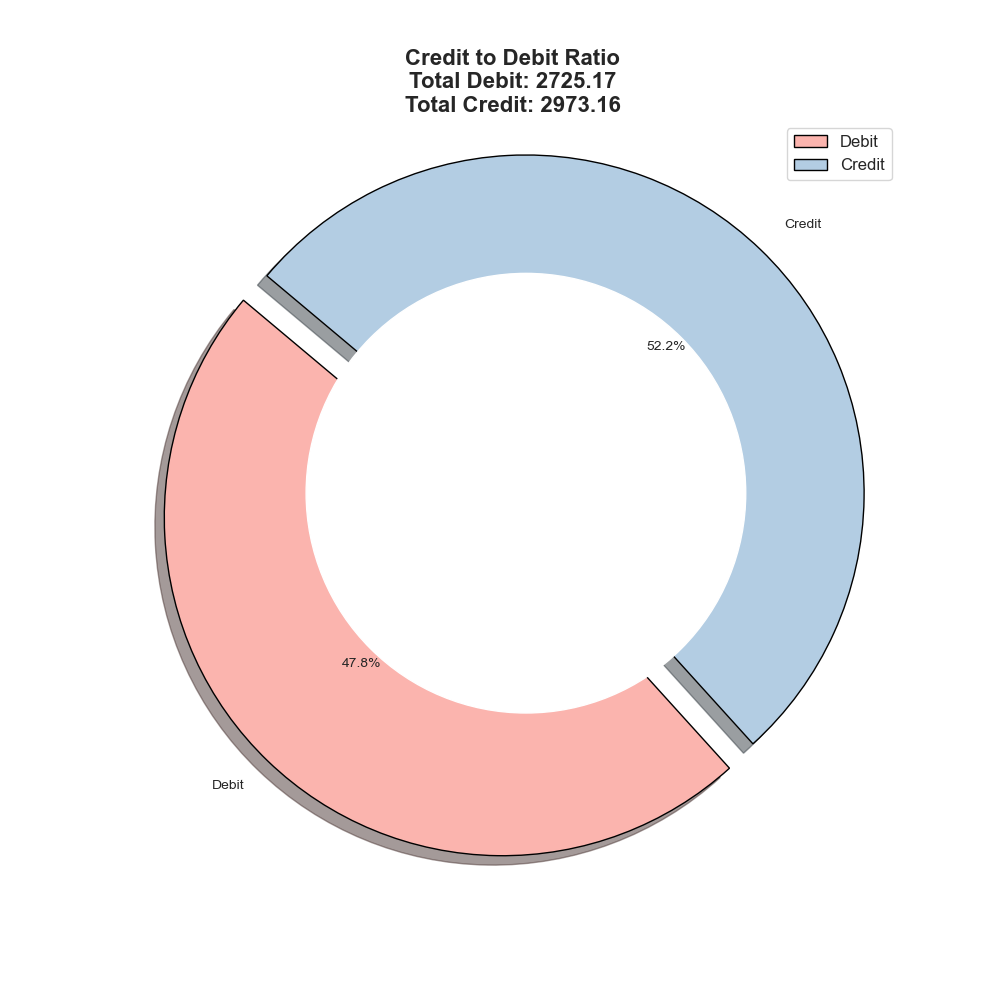 Credit to Debit Ratio
Total Debit: 2725.17
Total Credit: 2973.16
Debit
Credit
Credit
52.2%
47.8%
Debit